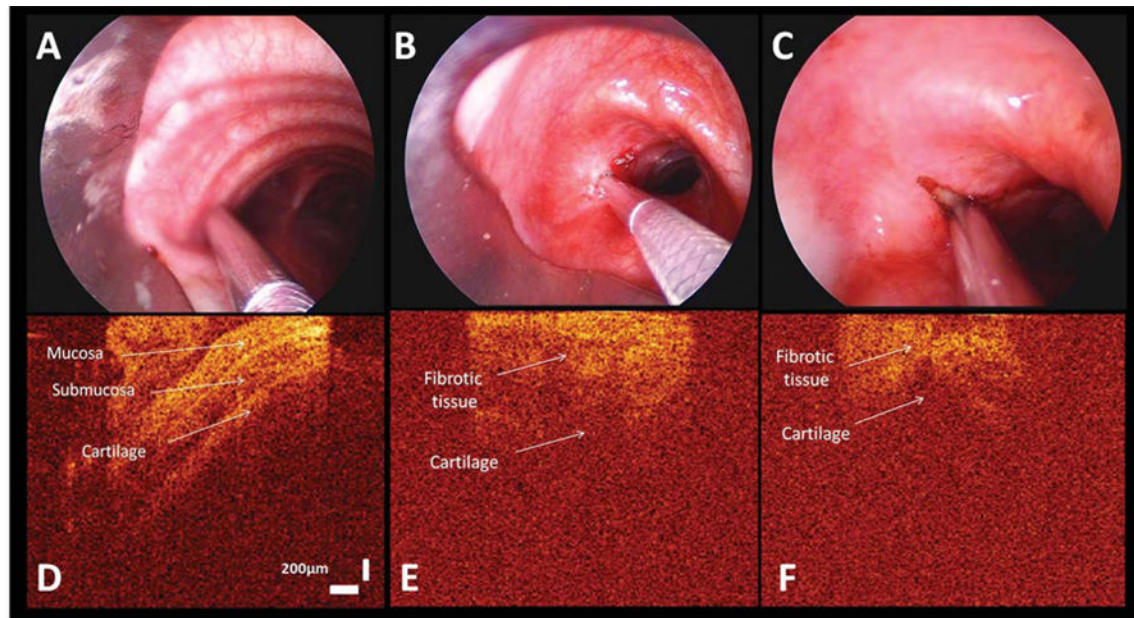 A
B
C
Mucosa
Submucosa
Cartilage
D
200μm
Fibrotic
tissue
Cartilage
E
Fibrotic
tissue
Cartilage
F